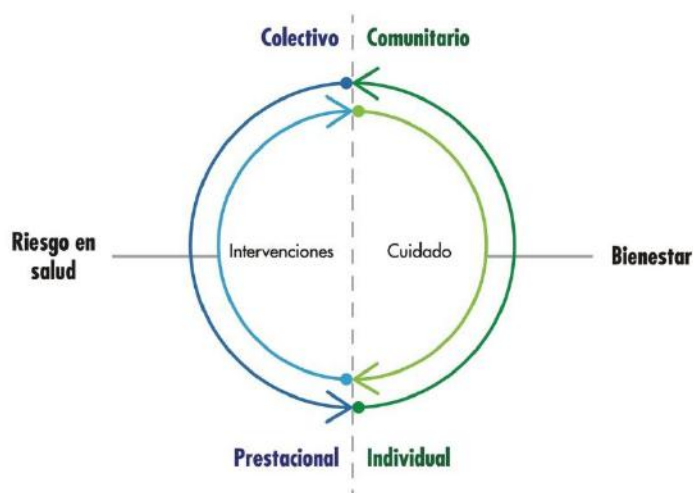 Colectivo
Comunitario
Riesgo en
salud
Intervenciones
Cuidado
Bienestar
Prestacional
Individual